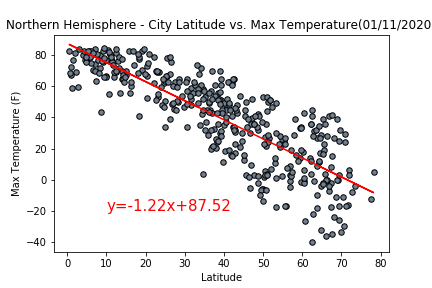 Northern Hemisphere - City Latitude vs. Max Temperature(01/11/2020
Max Temperature (F)
80
60
40
20
0
−20
−40
y=-1.22x+87.52
0 10 20 30 40 50 60 70 80
Latitude